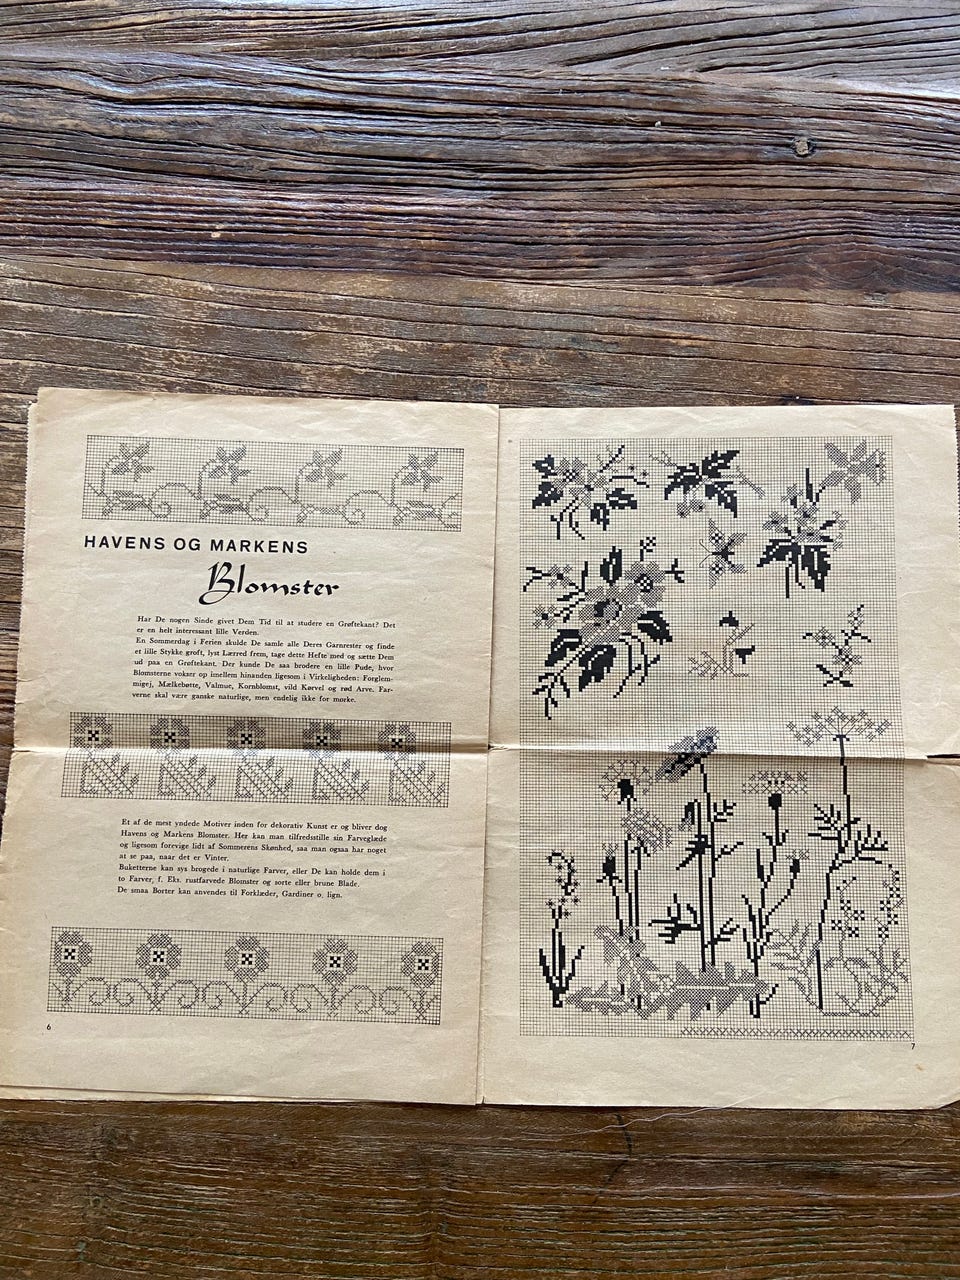 HAVENS OG MARKENS
Blomster
Har De nogen Sinde givet Dem Tid til at studere en Grøftekant? Det
er en helt interessant lille Verden.
En Sommerdag i Ferien skulde De samle alle Deres Garnrester og finde
et lille Stykke groft, lyst Lærred frem, tage dette Hefte med og sætte Dem
ud paa en Grøftekant. Der kunde De saa brodere en lille Pude, hvor
Blomsterne vokser op imellem hinanden ligesom i Virkeligheden: Forglem-
migej, Mælkebøtte, Valmue, Kornblomst, vild Kørvel og rød Arve. Far-
verne skal være ganske naturlige, men endelig ikke for mørke.
Et af de mest yndede Motiver inden for dekorativ Kunst er og bliver dog
Havens og Markens Blomster. Her kan man tilfredsstille sin Farveglæde
og ligesom forevige lidt af Sommerens Skønhed, saa man ogsaa har noget
at se paa, naar det er Vinter.
Buketterne kan sys brogede i naturlige Farver, eller De kan holde dem i
to Farver, f. Eks. rustfarvede Blomster og sorte eller brune Blade.
De smaa Borter kan anvendes til Forklæder, Gardiner o. lign.
6
7